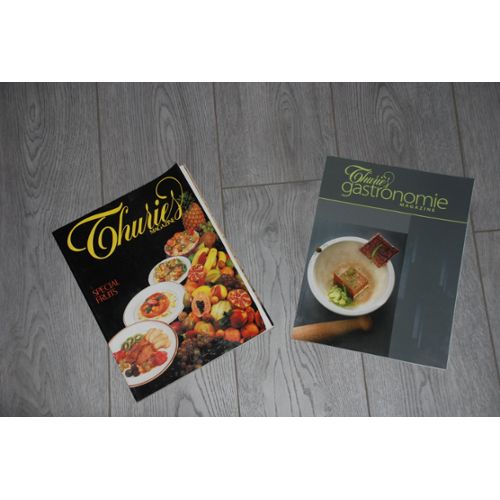 Thuriès
MAGAZINE
SPECIAL
FRUITS
Thuriès
gastronomie
MAGAZINE